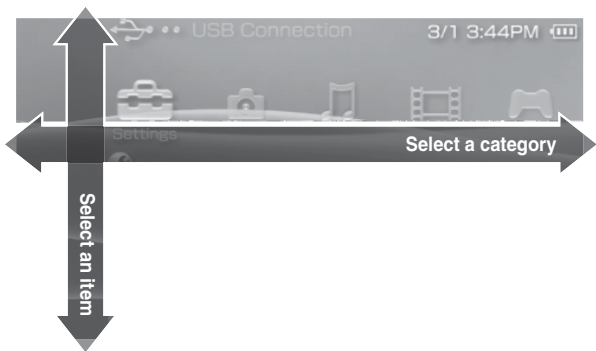 USB Connection
3/1 3:44PM
Settings
Select a category
Select an item